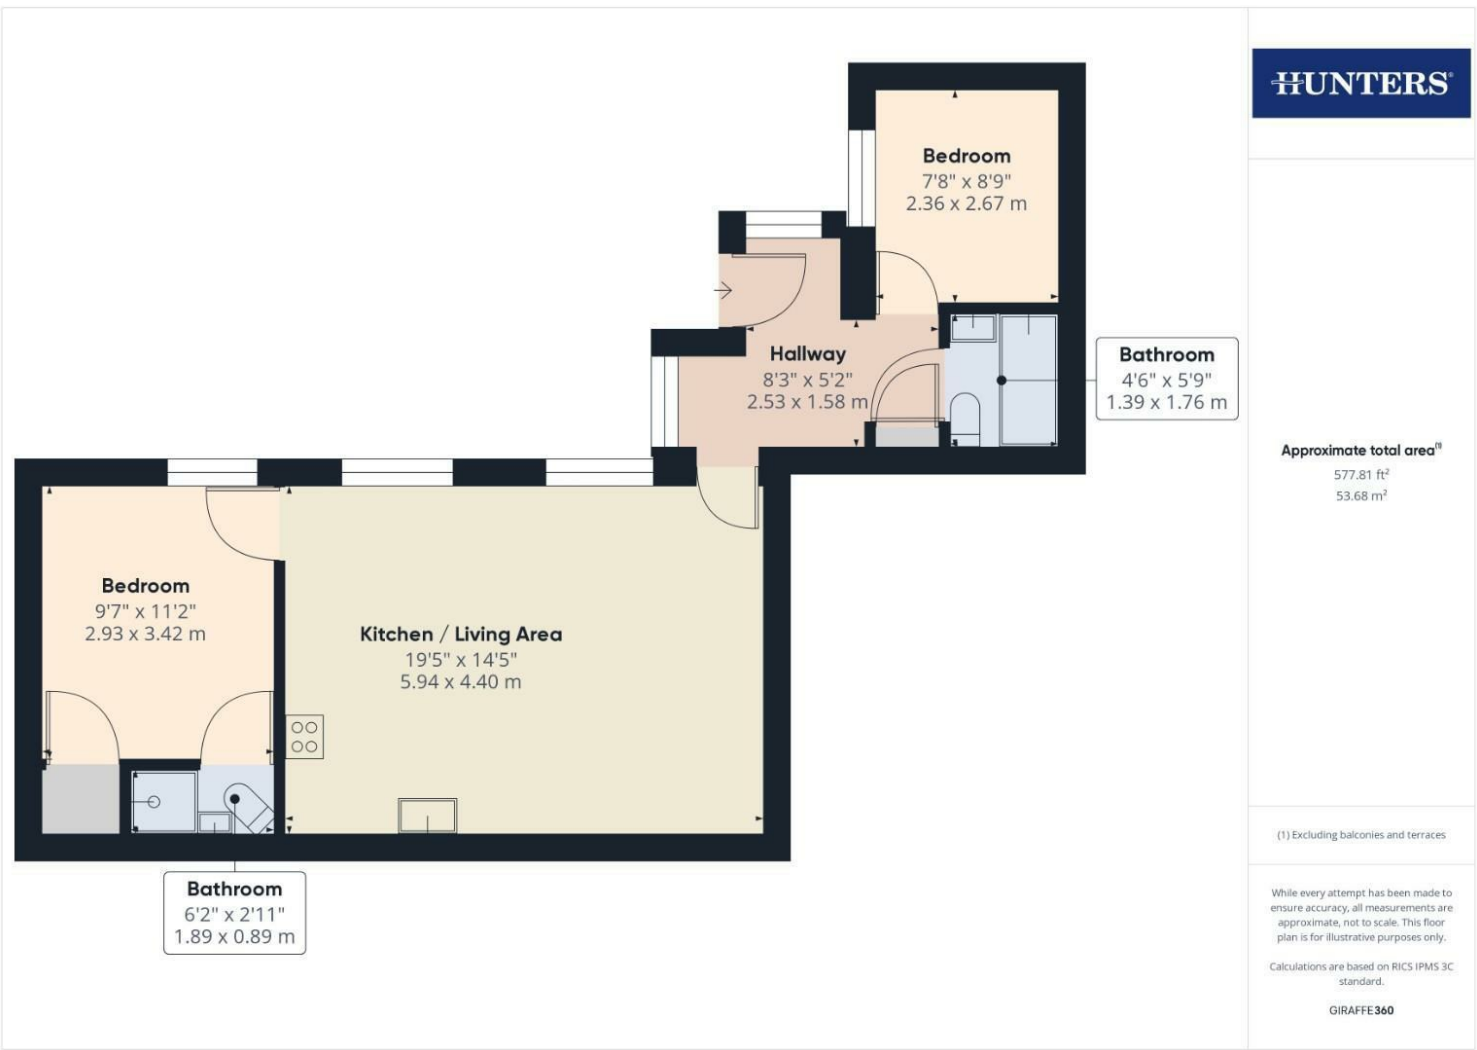 HUNTERS®
Bedroom
7'8" x 8'9"
2.36 x 2.67 m
Hallway
8'3" x 5'2"
2.53 x 1.58 m
Bathroom
4'6" x 5'9"
1.39 x 1.76 m
Bedroom
9'7" x 11'2"
2.93 x 3.42 m
Kitchen / Living Area
19'5" x 14'5"
5.94 x 4.40 m
Bathroom
6'2" x 2'11"
1.89 x 0.89 m
Approximate total area(1)
577.81 ft²
53.68 m²
(1) Excluding balconies and terraces
While every attempt has been made to
ensure accuracy, all measurements are
approximate, not to scale. This floor
plan is for illustrative purposes only.
Calculations are based on RICS IPMS 3C
standard.
GIRAFFE360